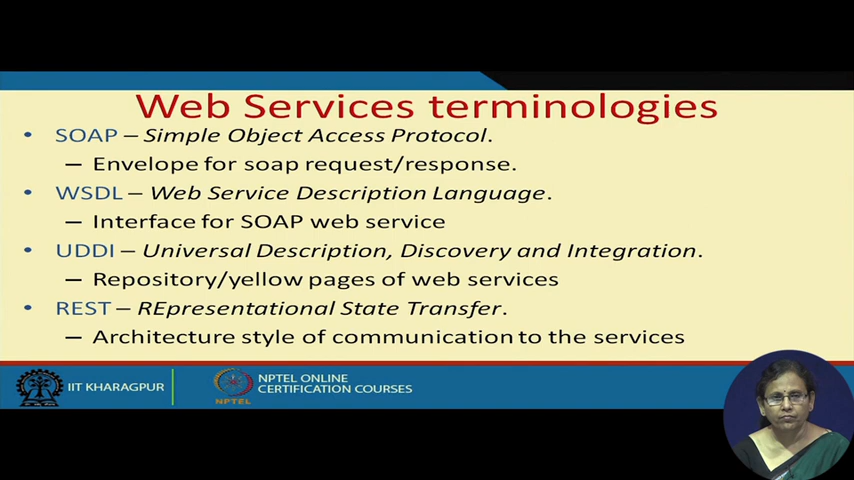 Web Services terminologies
• SOAP – Simple Object Access Protocol.
– Envelope for soap request/response.
• WSDL – Web Service Description Language.
– Interface for SOAP web service
• UDDI – Universal Description, Discovery and Integration.
– Repository/yellow pages of web services
• REST – REpresentational State Transfer.
– Architecture style of communication to the services
IIT KHARAGPUR
NPTEL ONLINE
CERTIFICATION COURSES
NPTEL